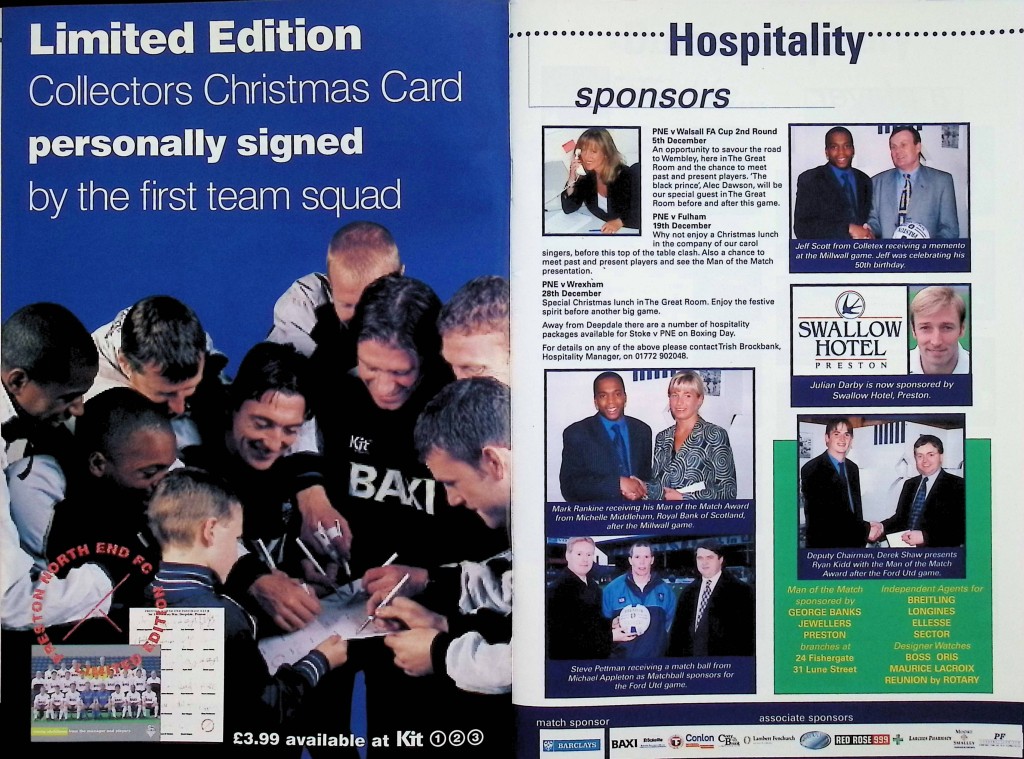 Limited Edition
Collectors Christmas Card
personally signed
by the first team squad
Kit
BAXI
PRESTON NORTH END FC
LIMITED EDITION
£3.99 available at Kit ① ② ③
Hospitality
sponsors
PNE v Walsall FA Cup 2nd Round
5th December
An opportunity to savour the road
to Wembley, here in The Great
Room and the chance to meet
past and present players. 'The
black prince', Alec Dawson, will be
our special guest in The Great
Room before and after this game.
PNE v Fulham
19th December
Why not enjoy a Christmas lunch
in the company of our carol
singers, before this top of the table clash. Also a chance to
meet past and present players and see the Man of the Match
presentation.
PNE v Wrexham
28th December
Special Christmas lunch in The Great Room. Enjoy the festive
spirit before another big game.
Away from Deepdale there are a number of hospitality
packages available for Stoke v PNE on Boxing Day.
For details on any of the above please contact Trish Brockbank,
Hospitality Manager, on 01772 902048.
Jeff Scott from Colletex receiving a memento
at the Millwall game. Jeff was celebrating his
50th birthday.
SWALLOW
HOTEL
PRESTON
Julian Darby is now sponsored by
Swallow Hotel, Preston.
Mark Rankine receiving his Man of the Match Award
from Michelle Middleham, Royal Bank of Scotland,
after the Millwall game.
Steve Pettman receiving a match ball from
Michael Appleton as Matchball sponsors for
the Ford Utd game.
Deputy Chairman, Derek Shaw presents
Ryan Kidd with the Man of the Match
Award after the Ford Utd game.
Man of the Match
sponsored by
GEORGE BANKS
JEWELLERS
PRESTON
branches at
24 Fishergate
31 Lune Street
Independent Agents for
BREITLING
LONGINES
ELLESSE
SECTOR
Designer Watches
BOSS ORIS
MAURICE LACROIX
REUNION by ROTARY
match sponsor
associate sponsors
BARCLAYS
BAXI
Conlon
Lambert Fenchurch
RED ROSE 999
LARCHES PHARMACY
PF